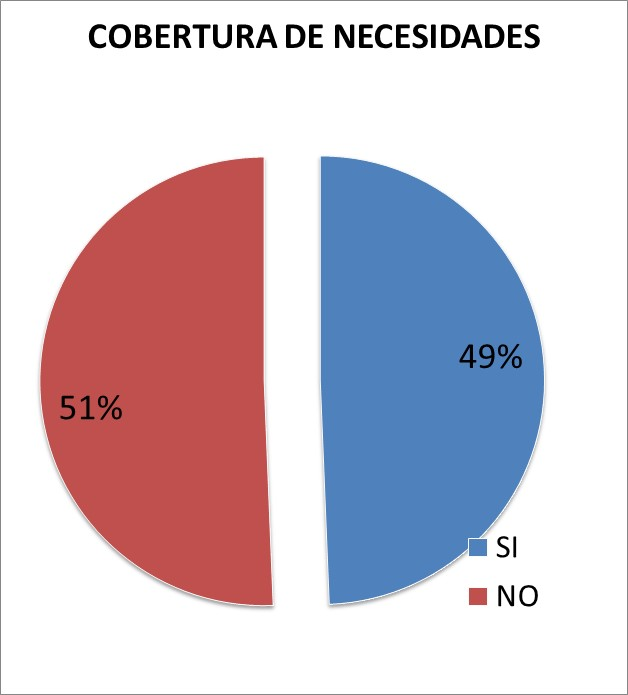 COBERTURA DE NECESIDADES
49%
51%
SI
NO